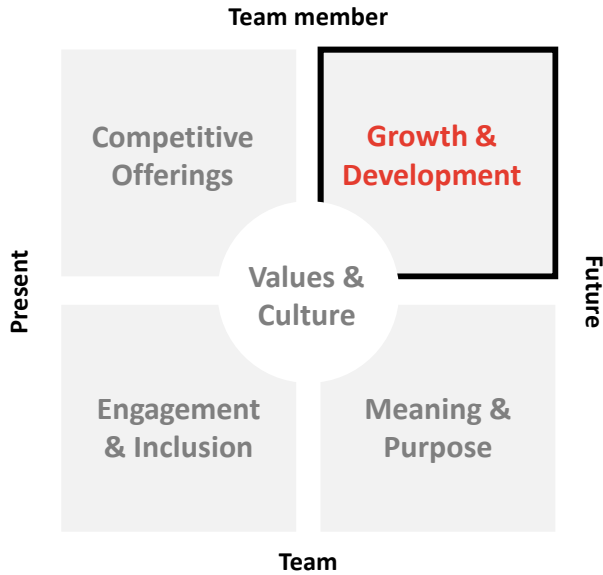 Team member
Competitive
Offerings
Growth &
Development
Present
Values &
Culture
Future
Engagement
& Inclusion
Meaning &
Purpose
Team